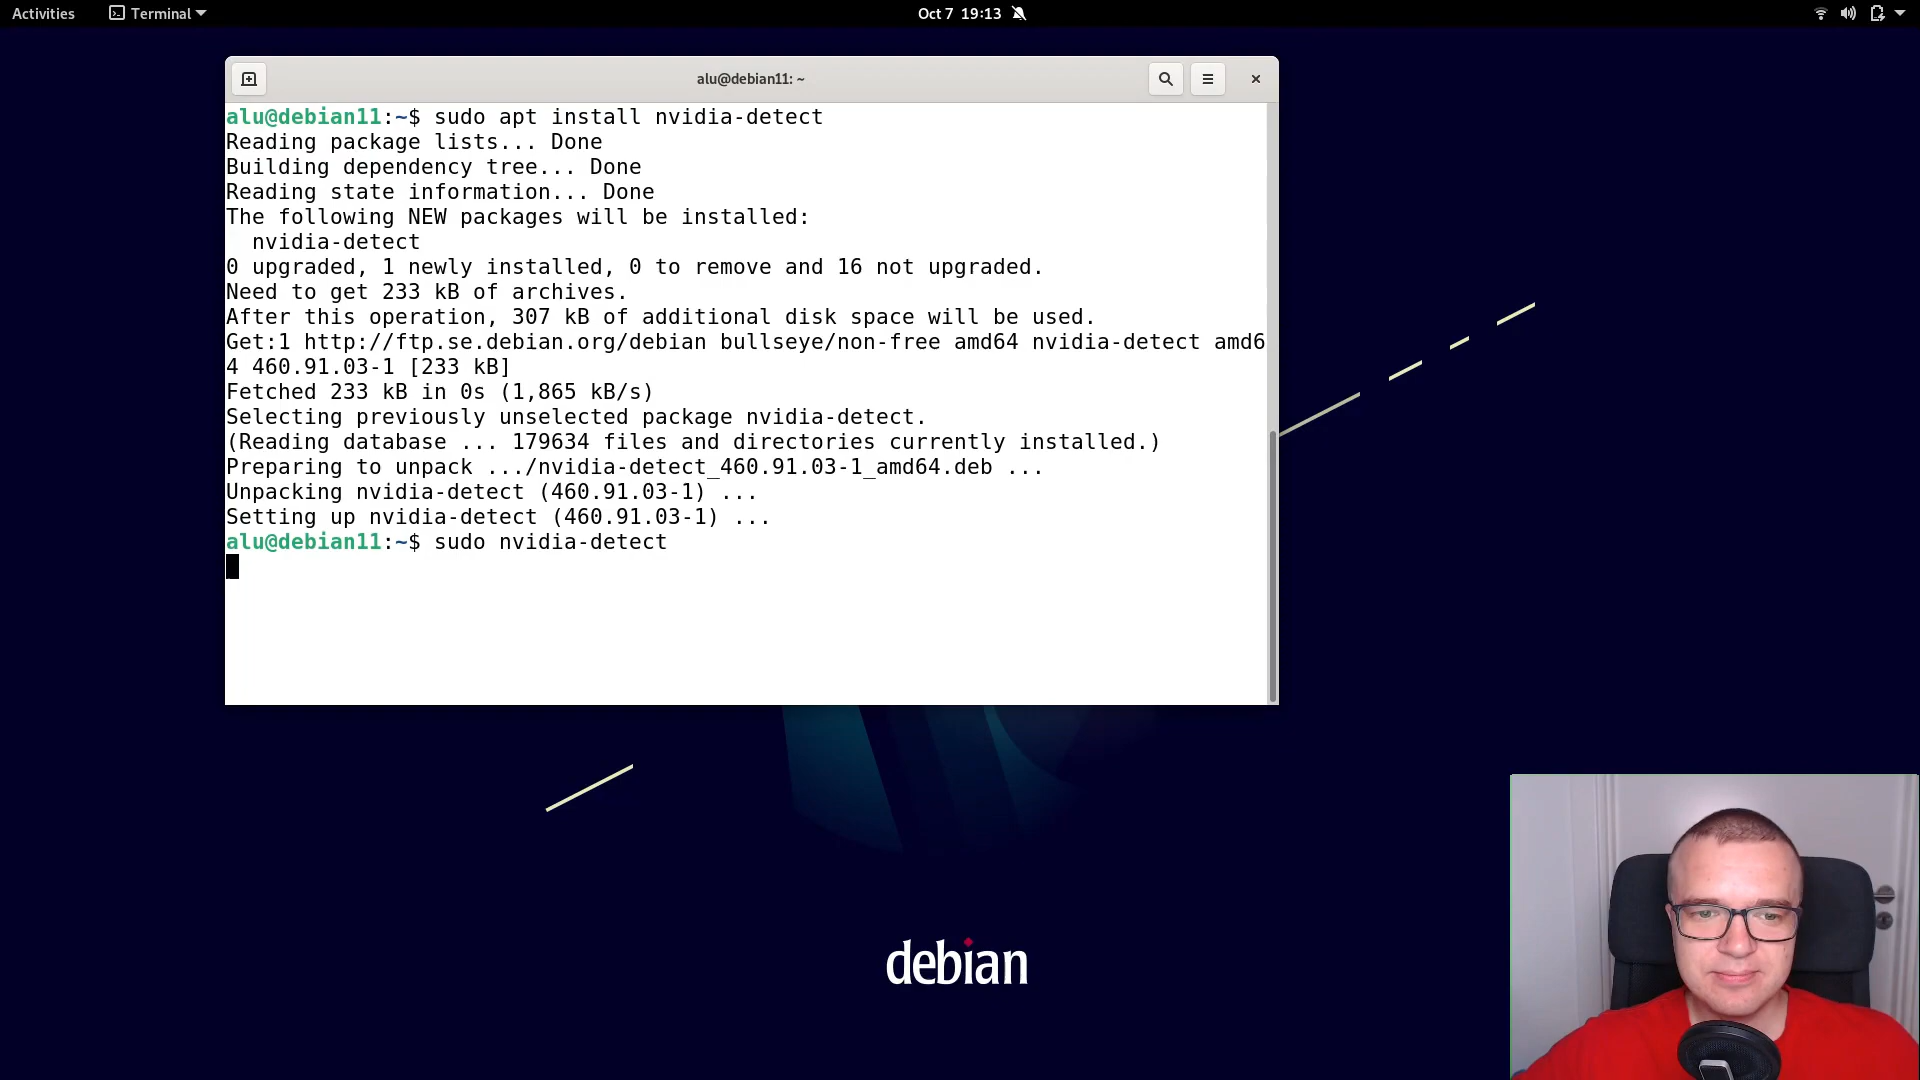 Activities
Terminal
Oct 7 19:13
alu@debian11: ~
alu@debian11:~$ sudo apt install nvidia-detect
Reading package lists... Done
Building dependency tree... Done
Reading state information... Done
The following NEW packages will be installed:
  nvidia-detect
0 upgraded, 1 newly installed, 0 to remove and 16 not upgraded.
Need to get 233 kB of archives.
After this operation, 307 kB of additional disk space will be used.
Get:1 http://ftp.se.debian.org/debian bullseye/non-free amd64 nvidia-detect amd6
4 460.91.03-1 [233 kB]
Fetched 233 kB in 0s (1,865 kB/s)
Selecting previously unselected package nvidia-detect.
(Reading database ... 179634 files and directories currently installed.)
Preparing to unpack .../nvidia-detect_460.91.03-1_amd64.deb ...
Unpacking nvidia-detect (460.91.03-1) ...
Setting up nvidia-detect (460.91.03-1) ...
alu@debian11:~$ sudo nvidia-detect
debian